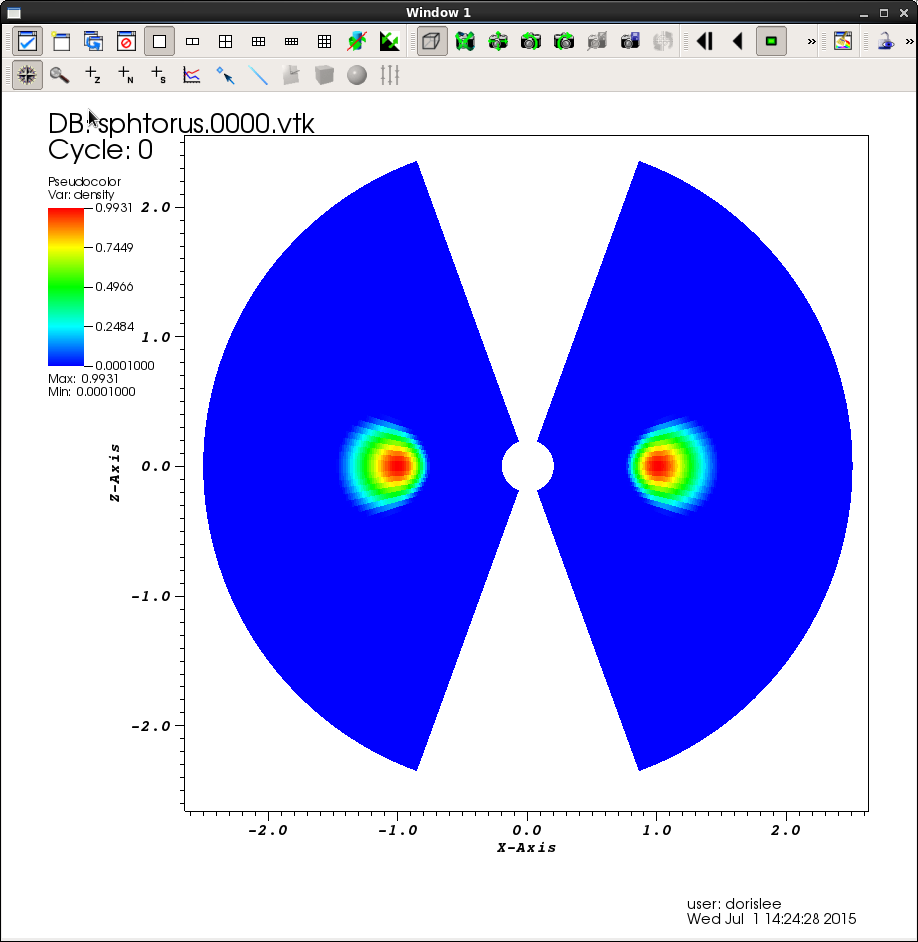 Window 1
» » »
Z N S
DB: sphtorus.0000.vtk
Cycle: 0
Pseudocolor
Var: density
0.9931
0.7449
0.4966
0.2484
0.0001000
Max: 0.9931
Min: 0.0001000
2.0
1.0
0.0
-1.0
-2.0
Z-Axis
-2.0 -1.0 0.0 1.0 2.0
X-Axis
user: dorislee
Wed Jul 1 14:24:28 2015